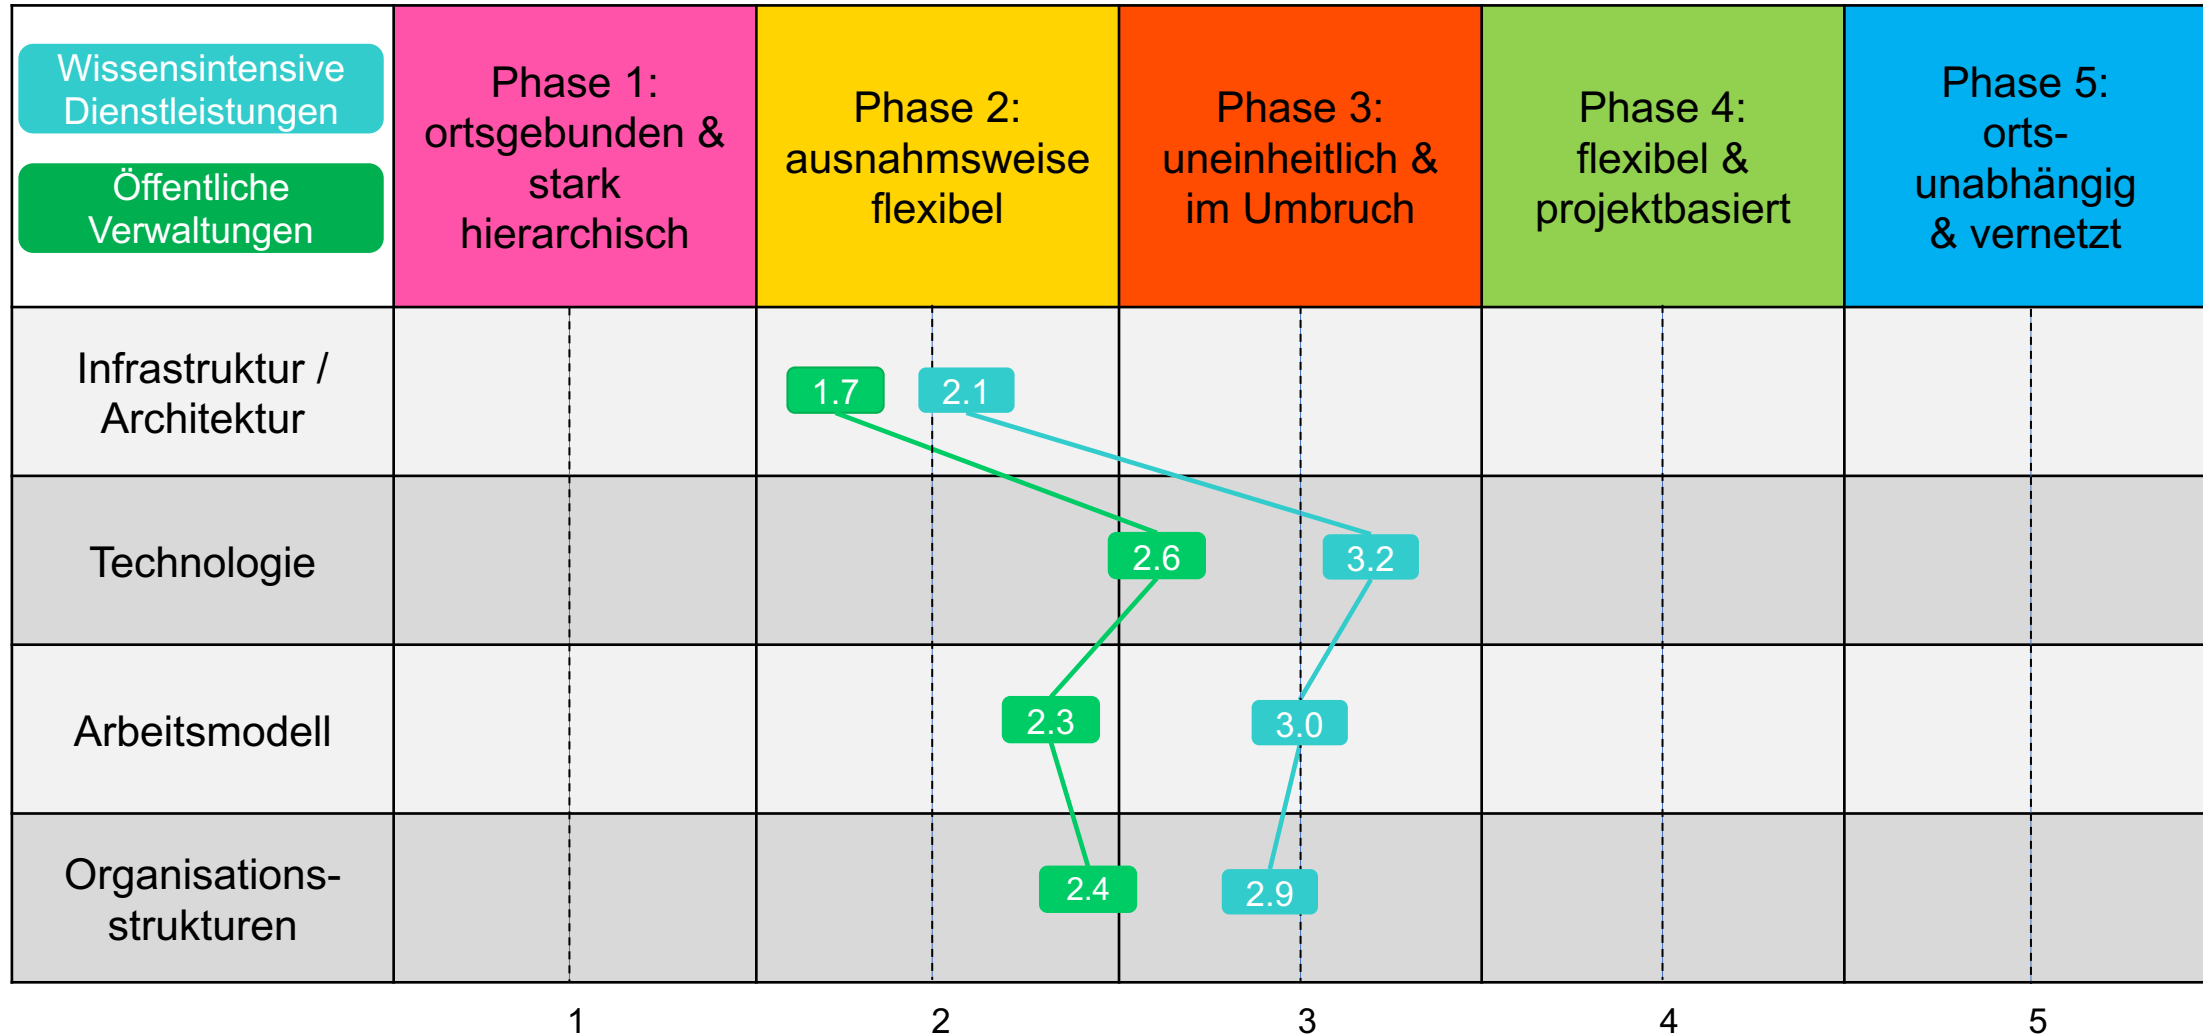 Wissensintensive
Dienstleistungen
Öffentliche
Verwaltungen
Phase 1:
ortsgebunden &
stark
hierarchisch
Phase 2:
ausnahmsweise
flexibel
Phase 3:
uneinheitlich &
im Umbruch
Phase 4:
flexibel &
projektbasiert
Phase 5:
orts-
unabhängig
& vernetzt
Infrastruktur /
Architektur
1.7
2.1
Technologie
2.6
3.2
Arbeitsmodell
2.3
3.0
Organisations-
strukturen
2.4
2.9
1
2
3
4
5